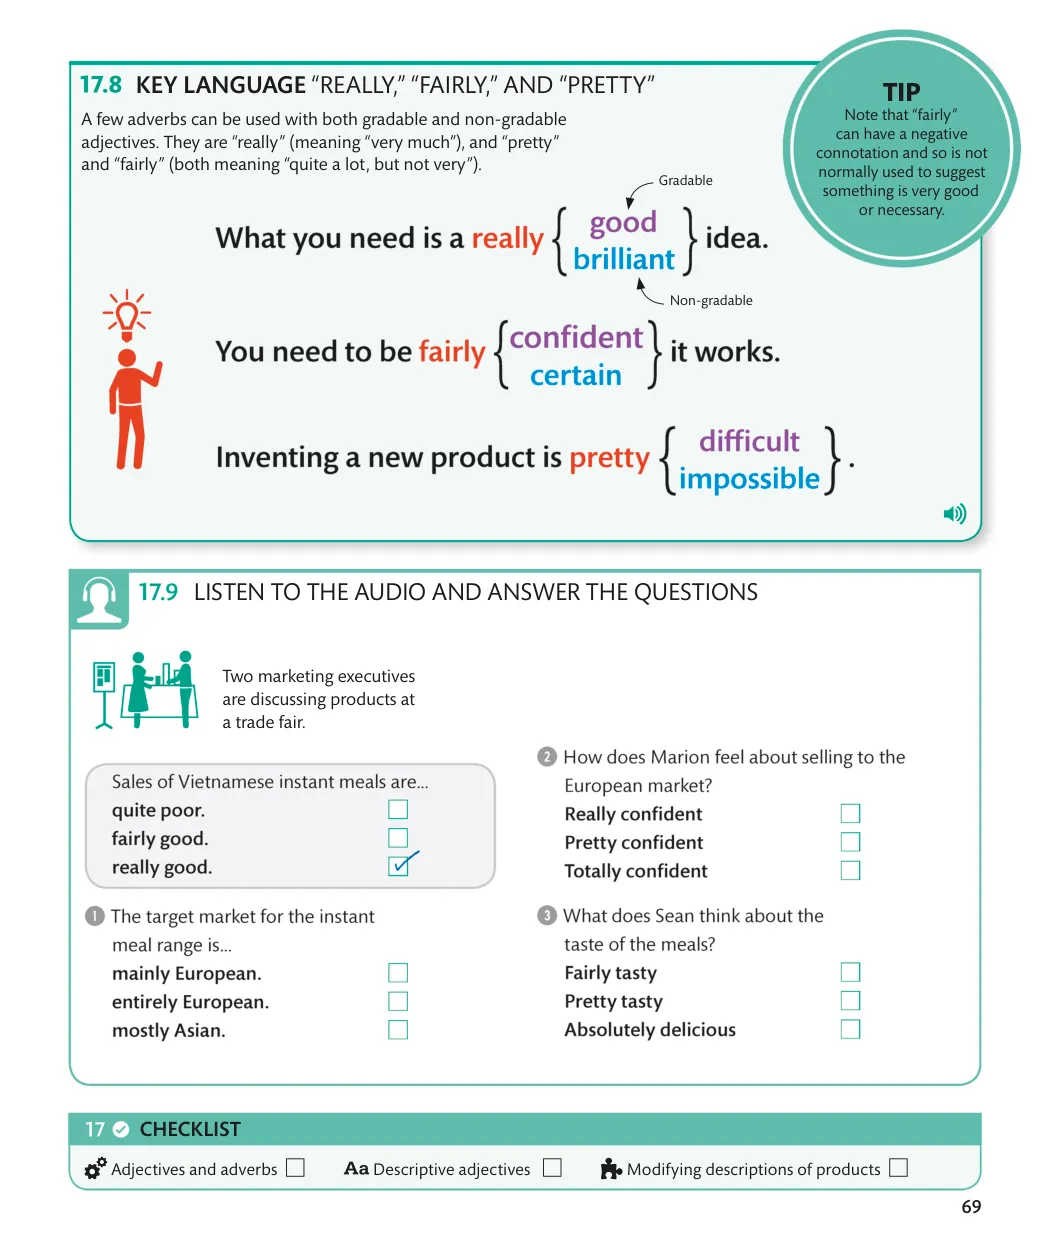 17.8 KEY LANGUAGE “REALLY,” “FAIRLY,” AND “PRETTY”
A few adverbs can be used with both gradable and non-gradable
adjectives. They are “really” (meaning “very much”), and “pretty”
and “fairly” (both meaning “quite a lot, but not very”).
TIP
Note that “fairly”
can have a negative
connotation and so is not
normally used to suggest
something is very good
or necessary.
Gradable
What you need is a really { good / brilliant } idea.
Non-gradable
You need to be fairly { confident / certain } it works.
Inventing a new product is pretty { difficult / impossible } .
17.9 LISTEN TO THE AUDIO AND ANSWER THE QUESTIONS
Two marketing executives
are discussing products at
a trade fair.
Sales of Vietnamese instant meals are...
quite poor.
fairly good.
really good.
1 The target market for the instant
meal range is...
mainly European.
entirely European.
mostly Asian.
2 How does Marion feel about selling to the
European market?
Really confident
Pretty confident
Totally confident
3 What does Sean think about the
taste of the meals?
Fairly tasty
Pretty tasty
Absolutely delicious
17 CHECKLIST
Adjectives and adverbs Aa Descriptive adjectives Modifying descriptions of products
69